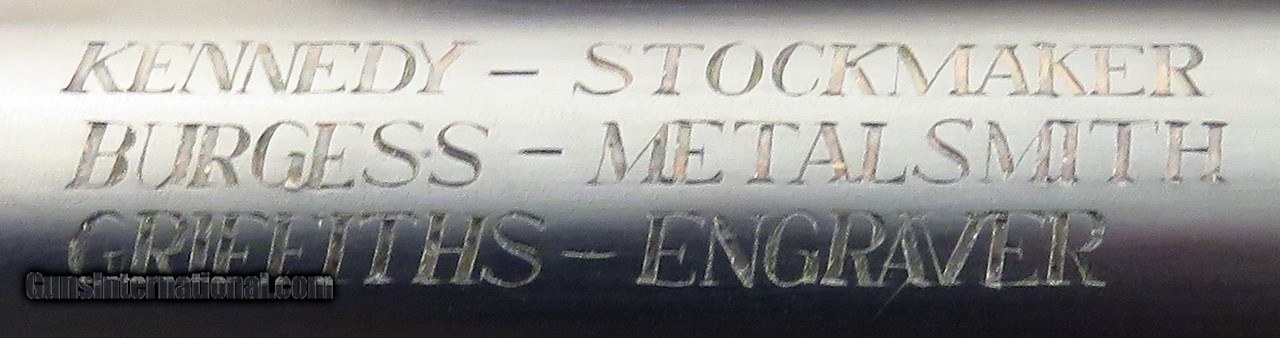 KENNEDY – STOCKMAKER
BURGESS – METALSMITH
GRIFFITHS – ENGRAVER
GunsInternational.com